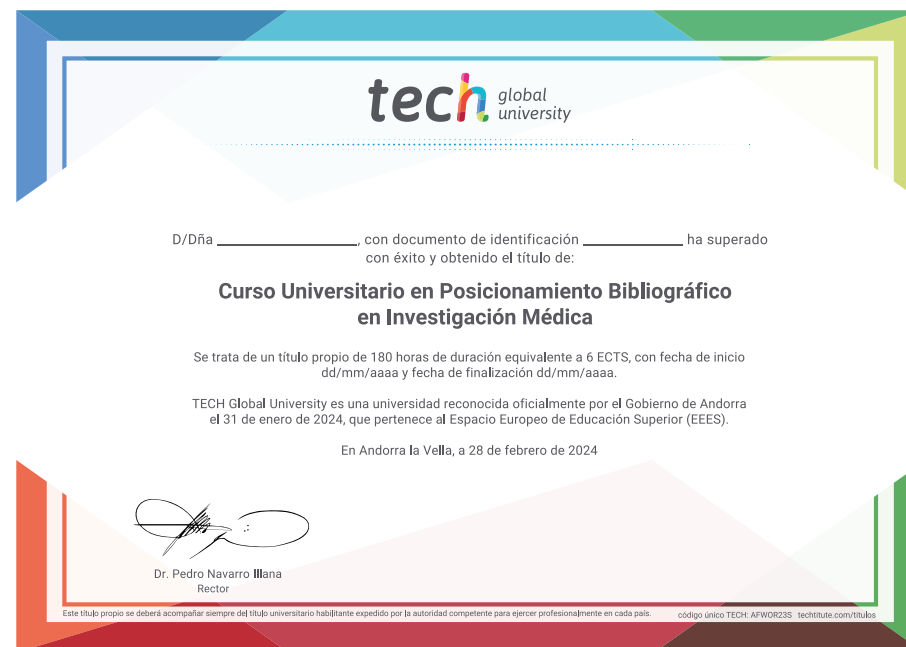 tech global university
D/Dña ____________________, con documento de identificación ______________ ha superado
con éxito y obtenido el título de:
Curso Universitario en Posicionamiento Bibliográfico
en Investigación Médica
Se trata de un título propio de 180 horas de duración equivalente a 6 ECTS, con fecha de inicio
dd/mm/aaaa y fecha de finalización dd/mm/aaaa.
TECH Global University es una universidad reconocida oficialmente por el Gobierno de Andorra
el 31 de enero de 2024, que pertenece al Espacio Europeo de Educación Superior (EEES).
En Andorra la Vella, a 28 de febrero de 2024
Dr. Pedro Navarro Illana
Rector
Este título propio se deberá acompañar siempre del título universitario habilitante expedido por la autoridad competente para ejercer profesionalmente en cada país.
código único TECH: AFWOR23S techtitute.com/titulos